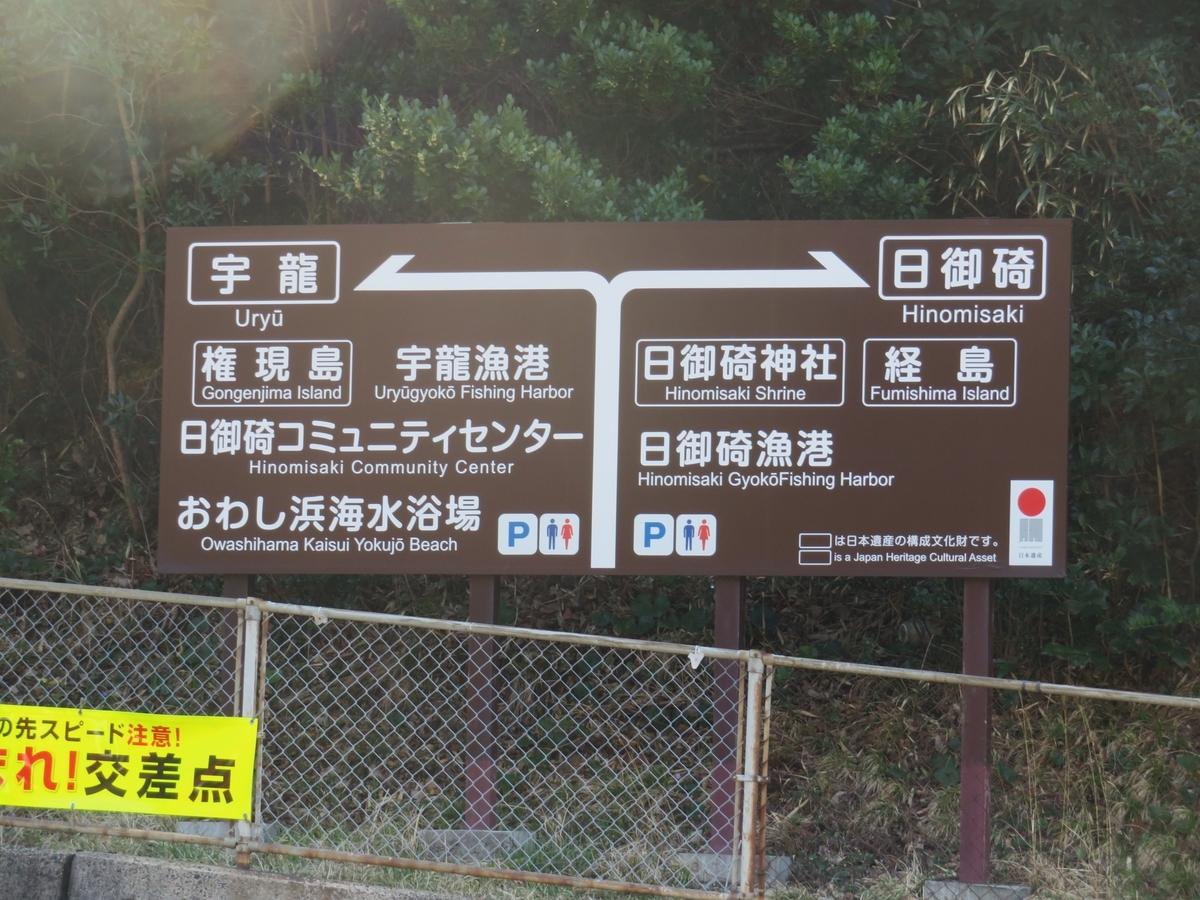 宇龍
Uryū
権現島
Gongenjima Island
宇龍漁港
Uryūgyokō Fishing Harbor
日御碕コミュニティセンター
Hinomisaki Community Center
おわし浜海水浴場
Owashihama Kaisui Yokujō Beach
P
日御碕
Hinomisaki
日御碕神社
Hinomisaki Shrine
経島
Fumishima Island
日御碕漁港
Hinomisaki GyokōFishing Harbor
P
は日本遺産の構成文化財です。
is a Japan Heritage Cultural Asset
日本遺産
の先スピード注意!
まれ!交差点